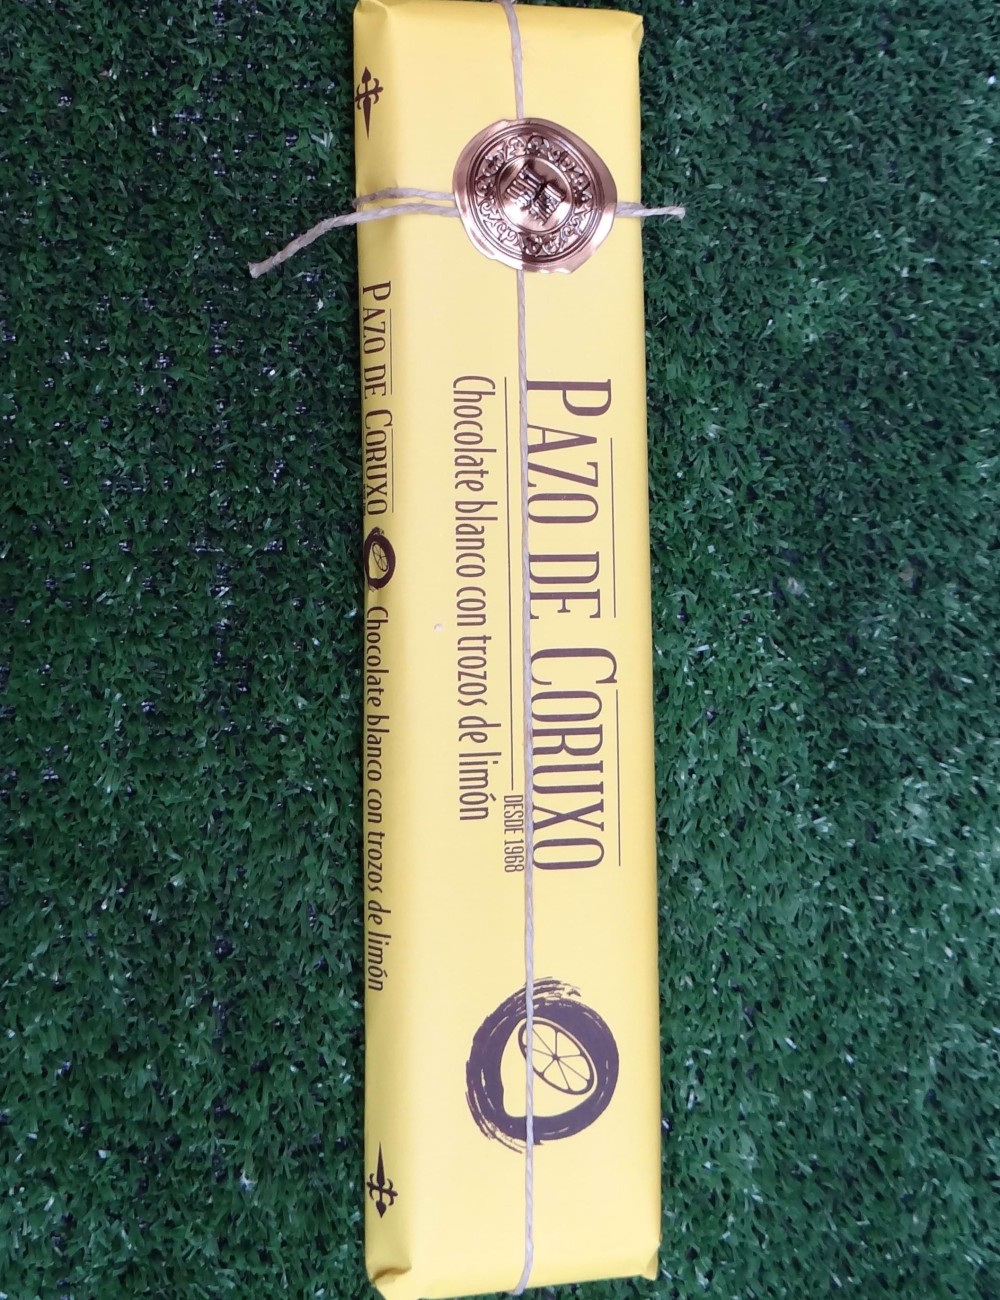 PAZO DE CORUXO
DESDE 1968
Chocolate blanco con trozos de limón
PAZO DE CORUXO Chocolate blanco con trozos de limón